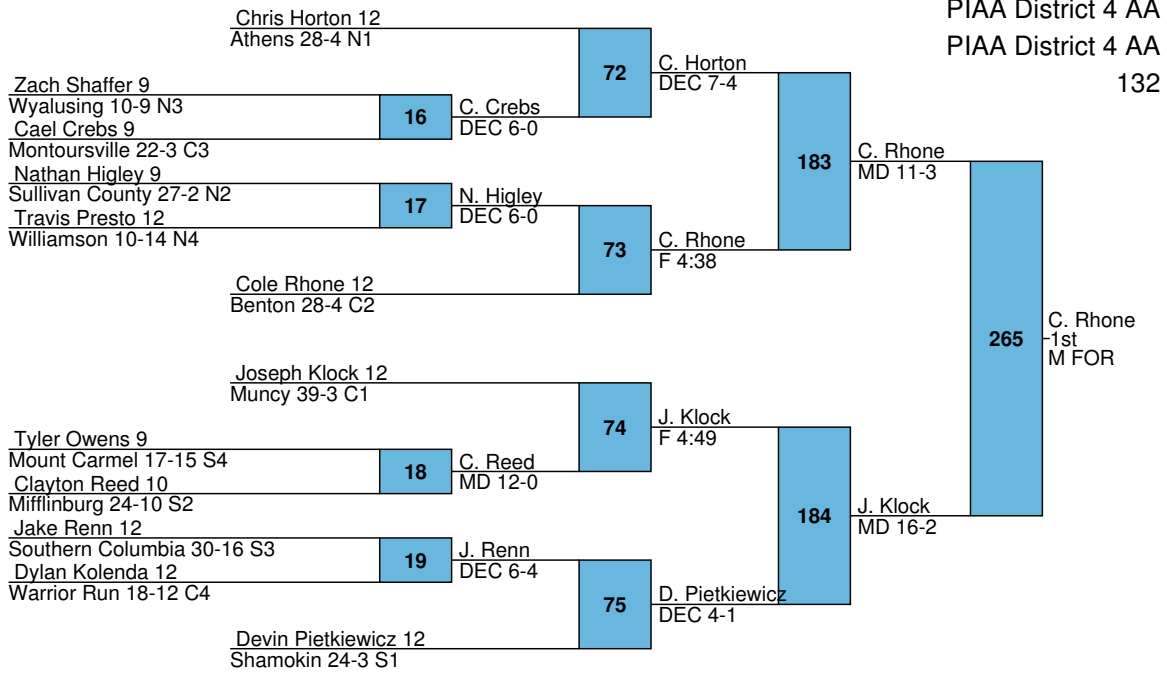 PIAA District 4 AA
PIAA District 4 AA
132
Chris Horton 12
Athens 28-4 N1
72
C. Horton
DEC 7-4
Zach Shaffer 9
Wyalusing 10-9 N3
16
C. Crebs
DEC 6-0
Cael Crebs 9
Montoursville 22-3 C3
183
C. Rhone
MD 11-3
Nathan Higley 9
Sullivan County 27-2 N2
17
N. Higley
DEC 6-0
Travis Presto 12
Williamson 10-14 N4
73
C. Rhone
F 4:38
Cole Rhone 12
Benton 28-4 C2
265
C. Rhone
1st
M FOR
Joseph Klock 12
Muncy 39-3 C1
74
J. Klock
F 4:49
Tyler Owens 9
Mount Carmel 17-15 S4
18
C. Reed
MD 12-0
Clayton Reed 10
Mifflinburg 24-10 S2
184
J. Klock
MD 16-2
Jake Renn 12
Southern Columbia 30-16 S3
19
J. Renn
DEC 6-4
Dylan Kolenda 12
Warrior Run 18-12 C4
75
D. Pietkiewicz
DEC 4-1
Devin Pietkiewicz 12
Shamokin 24-3 S1